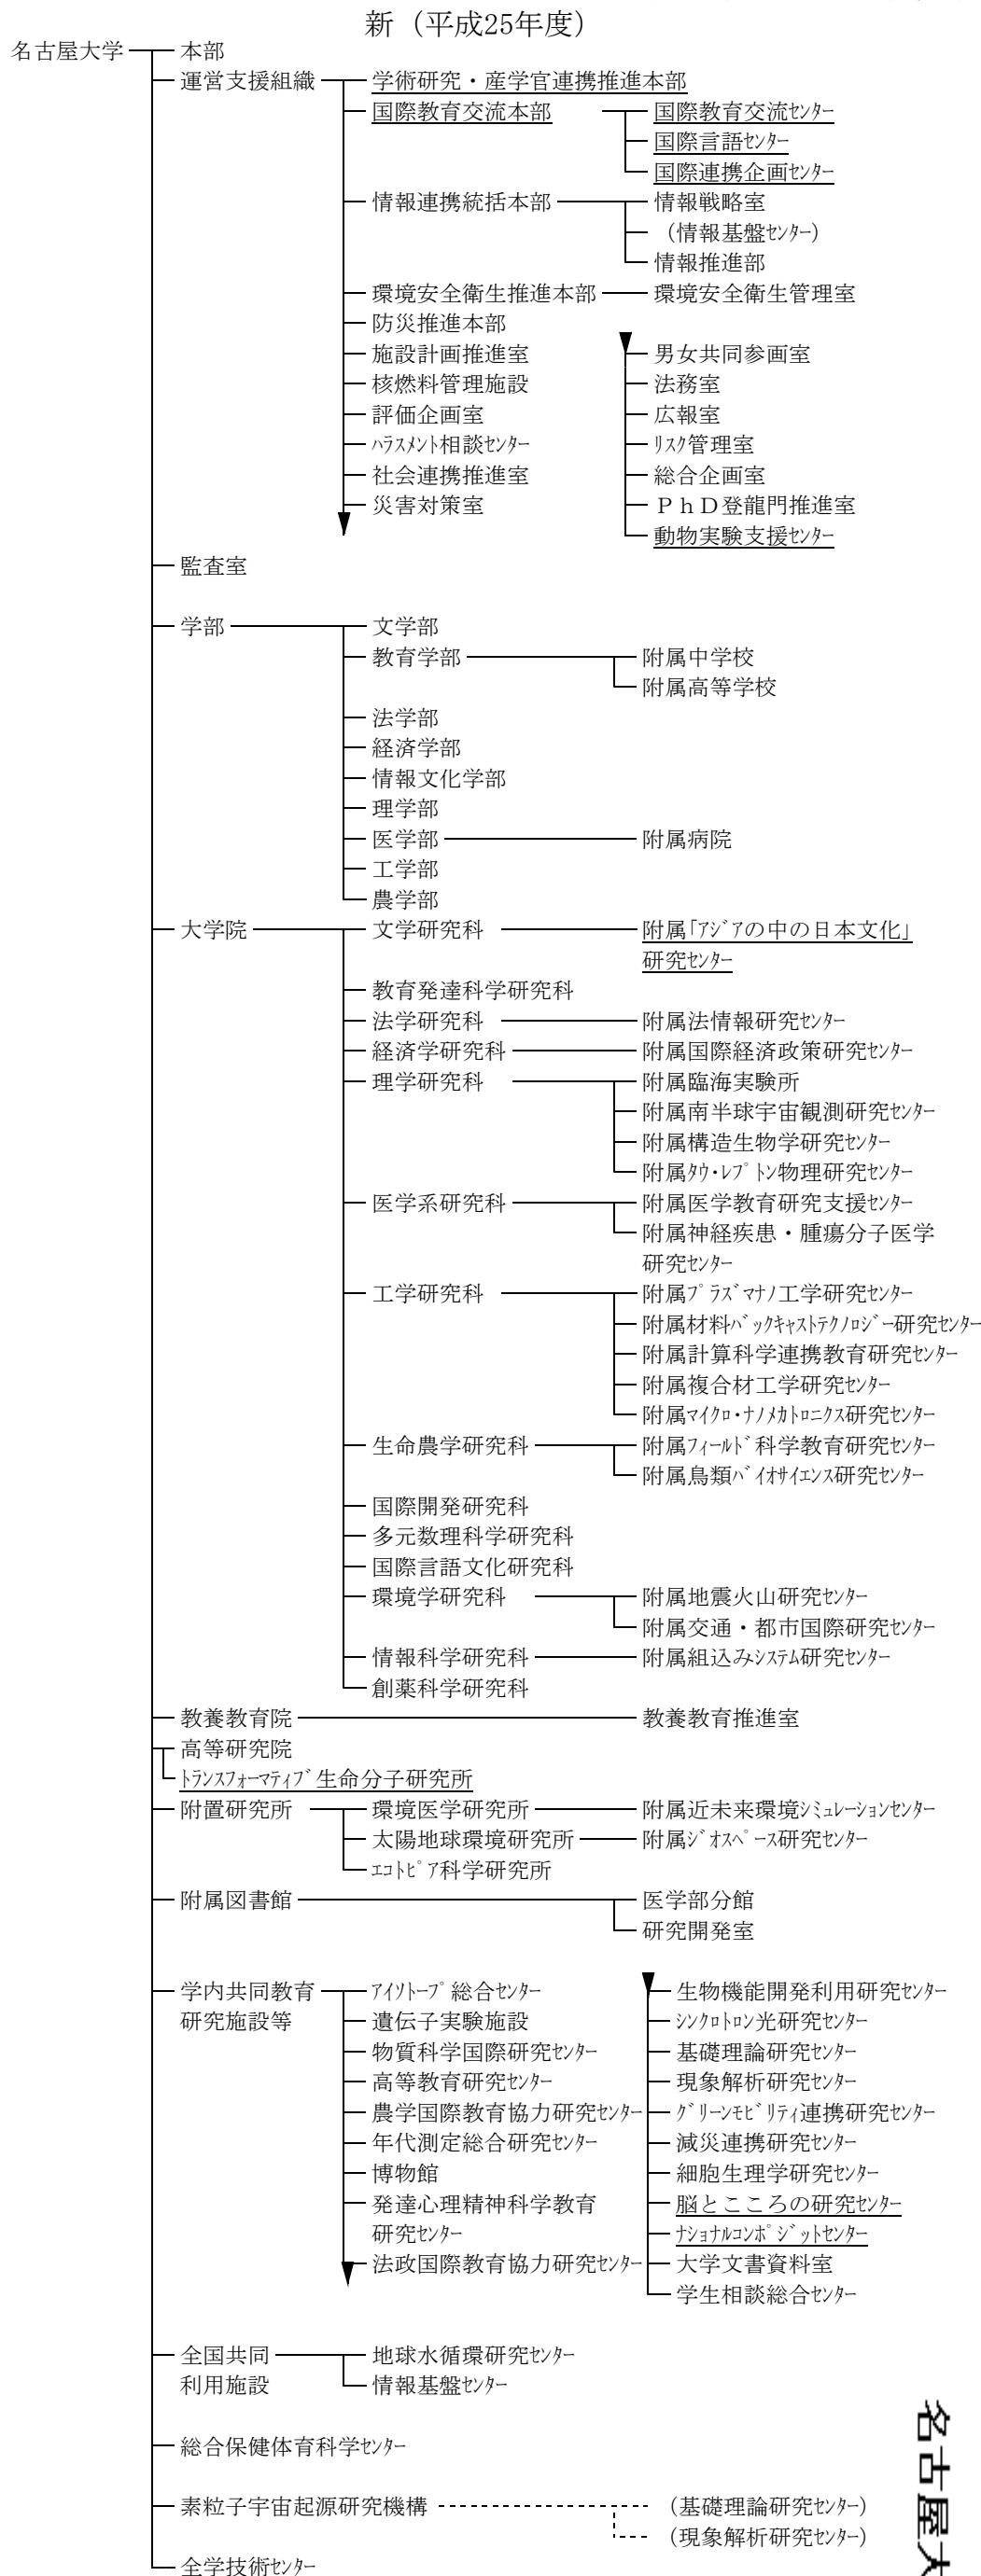 新（平成25年度）
名古屋大学
本部
運営支援組織
学術研究・産学官連携推進本部
国際教育交流本部
国際教育交流ｾﾝﾀｰ
国際言語ｾﾝﾀｰ
国際連携企画ｾﾝﾀｰ
情報連携統括本部
情報戦略室
（情報基盤ｾﾝﾀｰ）
情報推進部
環境安全衛生推進本部
環境安全衛生管理室
防災推進本部
施設計画推進室
核燃料管理施設
評価企画室
ﾊﾗｽﾒﾝﾄ相談ｾﾝﾀｰ
社会連携推進室
災害対策室
男女共同参画室
法務室
広報室
ﾘｽｸ管理室
総合企画室
ＰｈＤ登龍門推進室
動物実験支援ｾﾝﾀｰ
監査室
学部
文学部
教育学部
附属中学校
附属高等学校
法学部
経済学部
情報文化学部
理学部
医学部
附属病院
工学部
農学部
大学院
文学研究科
附属｢ｱｼﾞｱの中の日本文化｣
研究ｾﾝﾀｰ
教育発達科学研究科
法学研究科
附属法情報研究ｾﾝﾀｰ
経済学研究科
附属国際経済政策研究ｾﾝﾀｰ
理学研究科
附属臨海実験所
附属南半球宇宙観測研究ｾﾝﾀｰ
附属構造生物学研究ｾﾝﾀｰ
附属ﾀｳ･ﾚﾌﾟﾄﾝ物理研究ｾﾝﾀｰ
医学系研究科
附属医学教育研究支援ｾﾝﾀｰ
附属神経疾患・腫瘍分子医学
研究ｾﾝﾀｰ
工学研究科
附属ﾌﾟﾗｽﾞﾏﾅﾉ工学研究ｾﾝﾀｰ
附属材料ﾊﾞｯｸｷｬｽﾄﾃｸﾉﾛｼﾞｰ研究ｾﾝﾀｰ
附属計算科学連携教育研究ｾﾝﾀｰ
附属複合材工学研究ｾﾝﾀｰ
附属ﾏｲｸﾛ･ﾅﾉﾒｶﾄﾛﾆｸｽ研究ｾﾝﾀｰ
生命農学研究科
附属ﾌｨｰﾙﾄﾞ科学教育研究ｾﾝﾀｰ
附属鳥類ﾊﾞｲｵｻｲｴﾝｽ研究ｾﾝﾀｰ
国際開発研究科
多元数理科学研究科
国際言語文化研究科
環境学研究科
附属地震火山研究ｾﾝﾀｰ
附属交通・都市国際研究ｾﾝﾀｰ
情報科学研究科
附属組込みｼｽﾃﾑ研究ｾﾝﾀｰ
創薬科学研究科
教養教育院
教養教育推進室
高等研究院
ﾄﾗﾝｽﾌｫｰﾏﾃｨﾌﾞ生命分子研究所
附置研究所
環境医学研究所
附属近未来環境ｼﾐｭﾚｰｼｮﾝｾﾝﾀｰ
太陽地球環境研究所
附属ｼﾞｵｽﾍﾟｰｽ研究ｾﾝﾀｰ
ｴｺﾄﾋﾟｱ科学研究所
附属図書館
医学部分館
研究開発室
学内共同教育
研究施設等
ｱｲｿﾄｰﾌﾟ総合ｾﾝﾀｰ
遺伝子実験施設
物質科学国際研究ｾﾝﾀｰ
高等教育研究ｾﾝﾀｰ
農学国際教育協力研究ｾﾝﾀｰ
年代測定総合研究ｾﾝﾀｰ
博物館
発達心理精神科学教育
研究ｾﾝﾀｰ
法政国際教育協力研究ｾﾝﾀｰ
生物機能開発利用研究ｾﾝﾀｰ
ｼﾝｸﾛﾄﾛﾝ光研究ｾﾝﾀｰ
基礎理論研究ｾﾝﾀｰ
現象解析研究ｾﾝﾀｰ
ｸﾞﾘｰﾝﾓﾋﾞﾘﾃｨ連携研究ｾﾝﾀｰ
減災連携研究ｾﾝﾀｰ
細胞生理学研究ｾﾝﾀｰ
脳とこころの研究ｾﾝﾀｰ
ﾅｼｮﾅﾙｺﾝﾎﾟｼﾞｯﾄｾﾝﾀｰ
大学文書資料室
学生相談総合ｾﾝﾀｰ
全国共同
利用施設
地球水循環研究ｾﾝﾀｰ
情報基盤ｾﾝﾀｰ
総合保健体育科学ｾﾝﾀｰ
素粒子宇宙起源研究機構
（基礎理論研究ｾﾝﾀｰ）
（現象解析研究ｾﾝﾀｰ）
全学技術ｾﾝﾀｰ
名古屋大